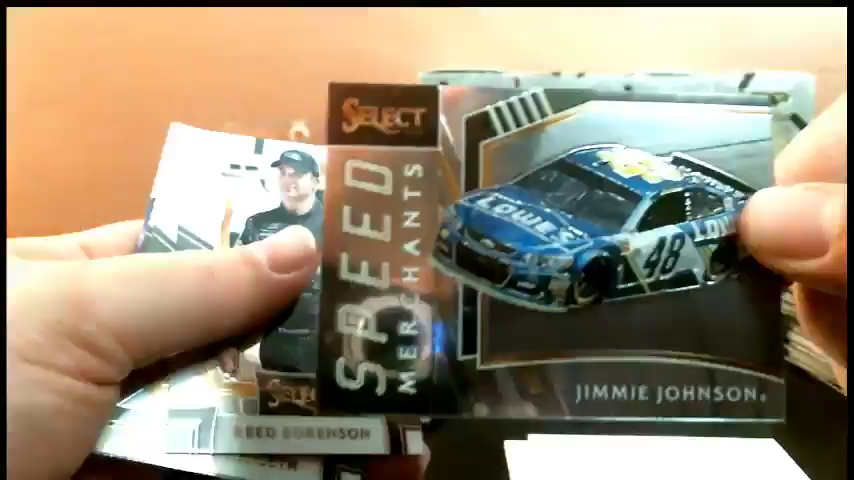 SELECT
SPEED
MERCHANTS
LOWE'S
48
JIMMIE JOHNSON
SELECT
REED SORENSON